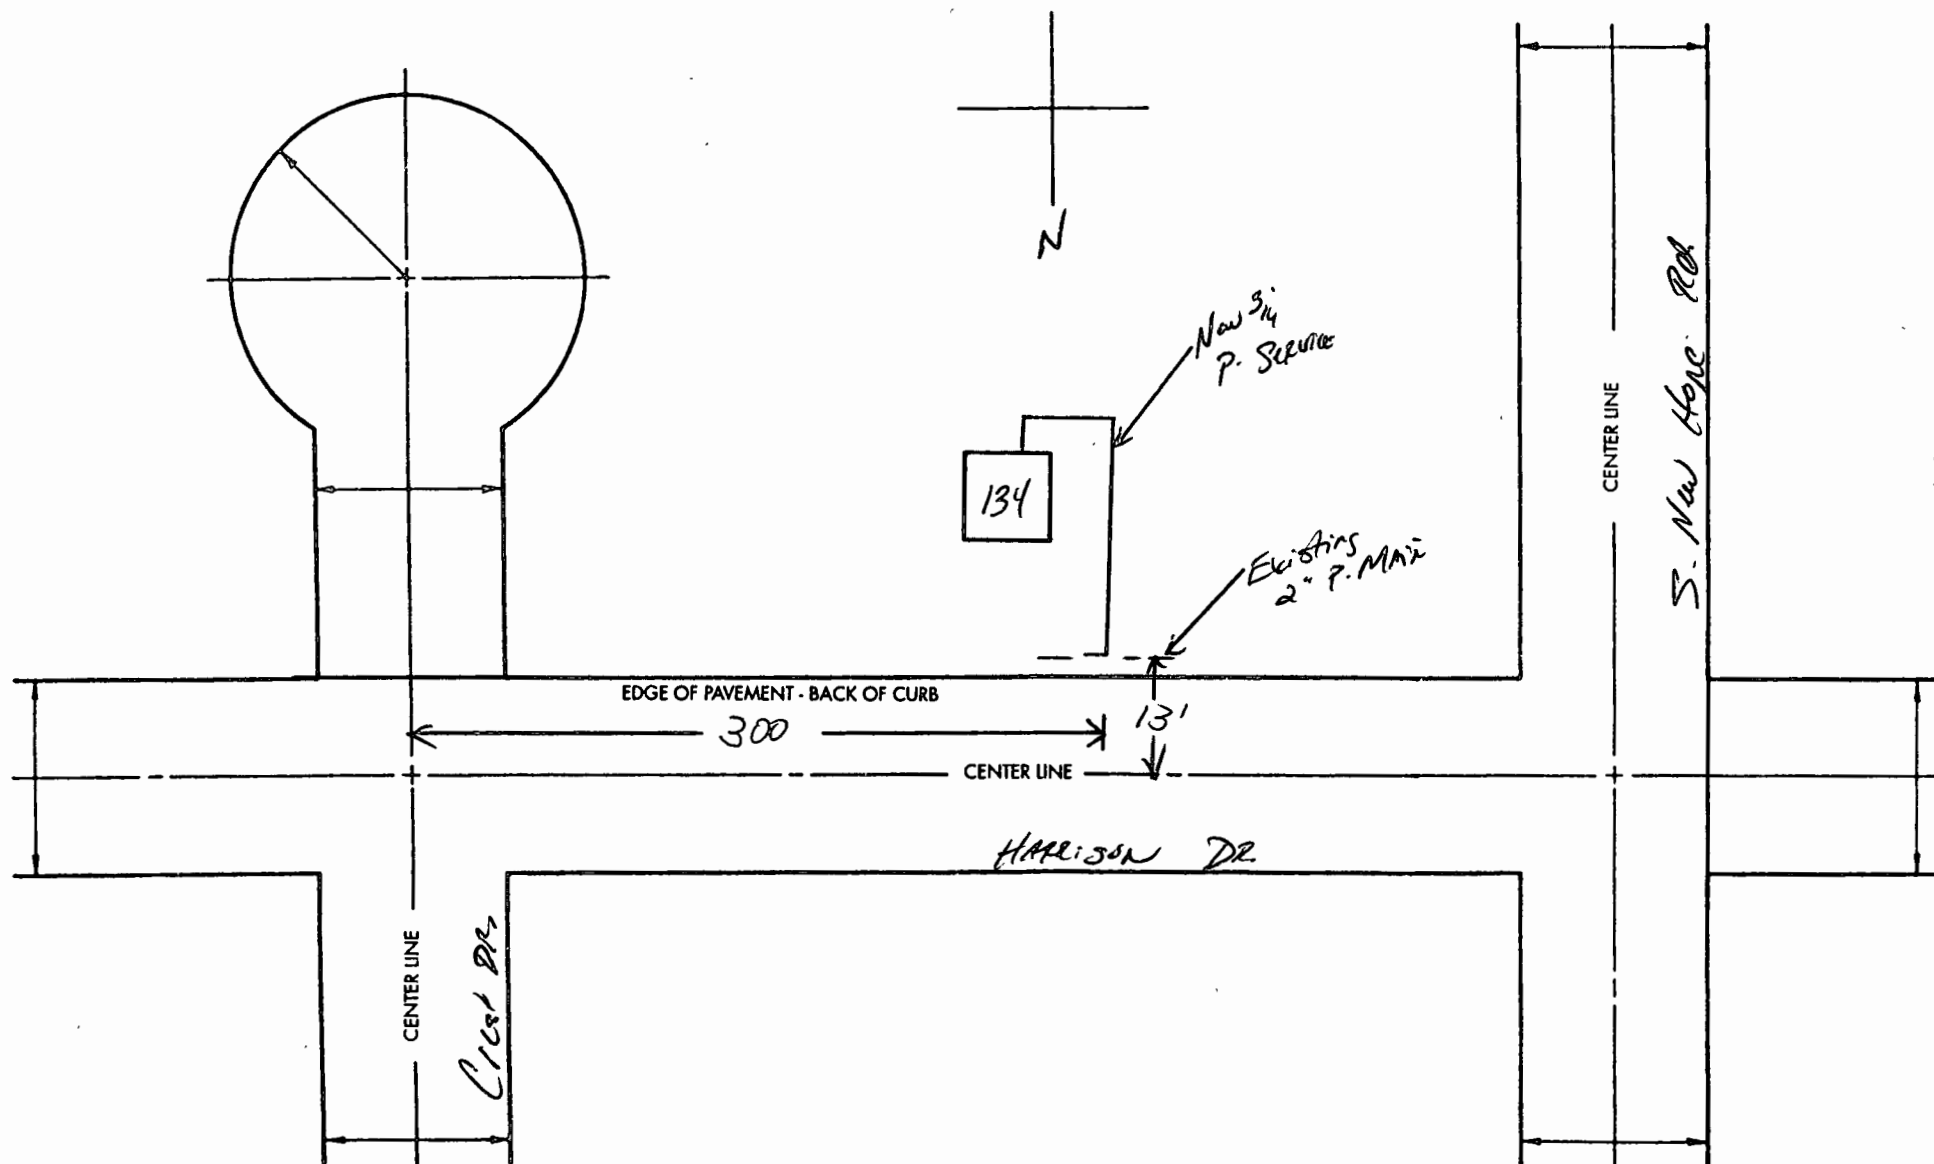 N
New 3/4
P. Service
134
S. New Hope Rd.
CENTER LINE
Existing
2" P. MAIN
EDGE OF PAVEMENT - BACK OF CURB
300
13'
CENTER LINE
HARRISON DR.
CENTER LINE
Crest DR.